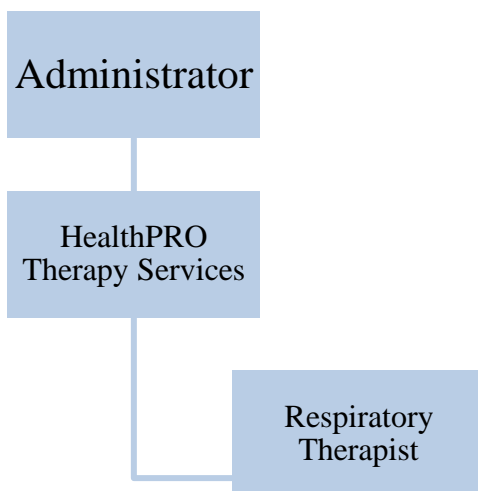 Administrator
HealthPRO
Therapy Services
Respiratory
Therapist